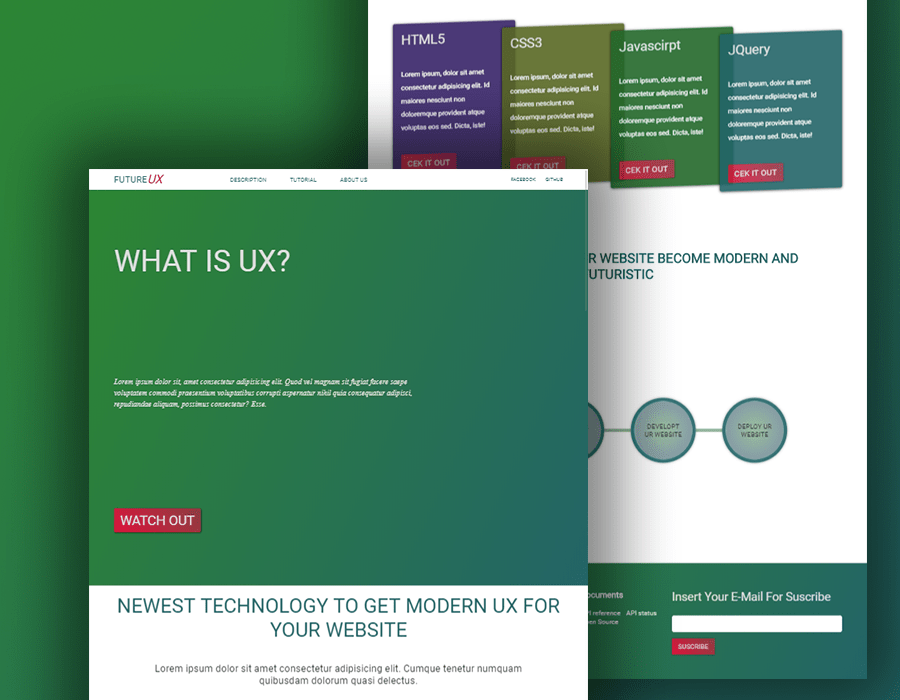 HTML5
Lorem ipsum, dolor sit amet
consectetur adipisicing elit. Id
maiores nesciunt non
doloremque provident atque
voluptas eos sed. Dicta, iste!
CEK IT OUT
CSS3
Lorem ipsum, dolor sit amet
consectetur adipisicing elit. Id
maiores nesciunt non
doloremque provident atque
voluptas eos sed. Dicta, iste!
CEK IT OUT
Javascirpt
Lorem ipsum, dolor sit amet
consectetur adipisicing elit. Id
maiores nesciunt non
doloremque provident atque
voluptas eos sed. Dicta, iste!
CEK IT OUT
JQuery
Lorem ipsum, dolor sit amet
consectetur adipisicing elit. Id
maiores nesciunt non
doloremque provident atque
voluptas eos sed. Dicta, iste!
CEK IT OUT
FUTURE UX
DESCRIPTION TUTORIAL ABOUT US
FACEBOOK GITHUB
WHAT IS UX?
Lorem ipsum dolor sit, amet consectetur adipisicing elit. Quod vel magnam sit fugiat facere saepe
voluptatem commodi praesentium voluptatibus corrupti aspernatur nihil quia consequatur adipisci,
repudiandae aliquam, possimus consectetur? Esse.
WATCH OUT
NEWEST TECHNOLOGY TO GET MODERN UX FOR
YOUR WEBSITE
Lorem ipsum dolor sit amet consectetur adipisicing elit. Cumque tenetur numquam
quibusdam dolorum quasi delectus.
R WEBSITE BECOME MODERN AND
UTURISTIC
DEVELOPT
UR WEBSITE
DEPLOY UR
WEBSITE
ocuments
PI reference API status
en Source
Insert Your E-Mail For Suscribe
SUSCRIBE